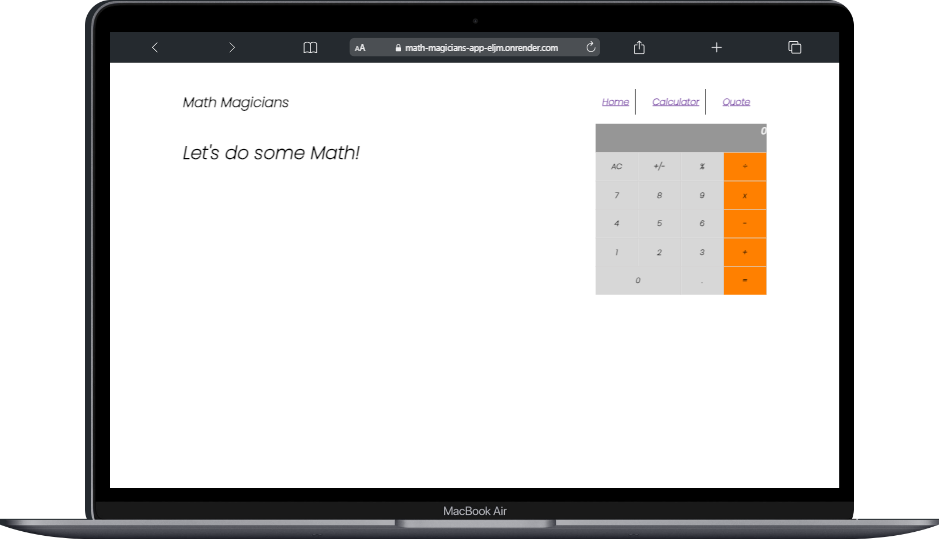 AA math-magicians-app-eljm.onrender.com
Math Magicians
Home Calculator Quote
Let's do some Math!
0
AC +/- % ÷
7 8 9 x
4 5 6 -
1 2 3 +
0 . =
MacBook Air